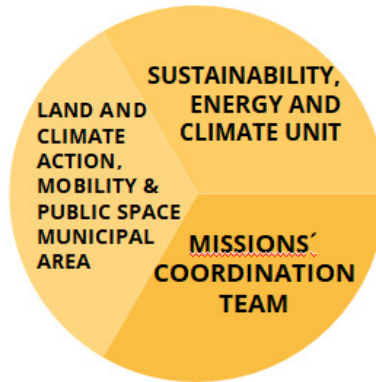 SUSTAINABILITY,
ENERGY AND
CLIMATE UNIT
LAND AND
CLIMATE
ACTION,
MOBILITY &
PUBLIC SPACE
MUNICIPAL
AREA
MISSIONS´
COORDINATION
TEAM